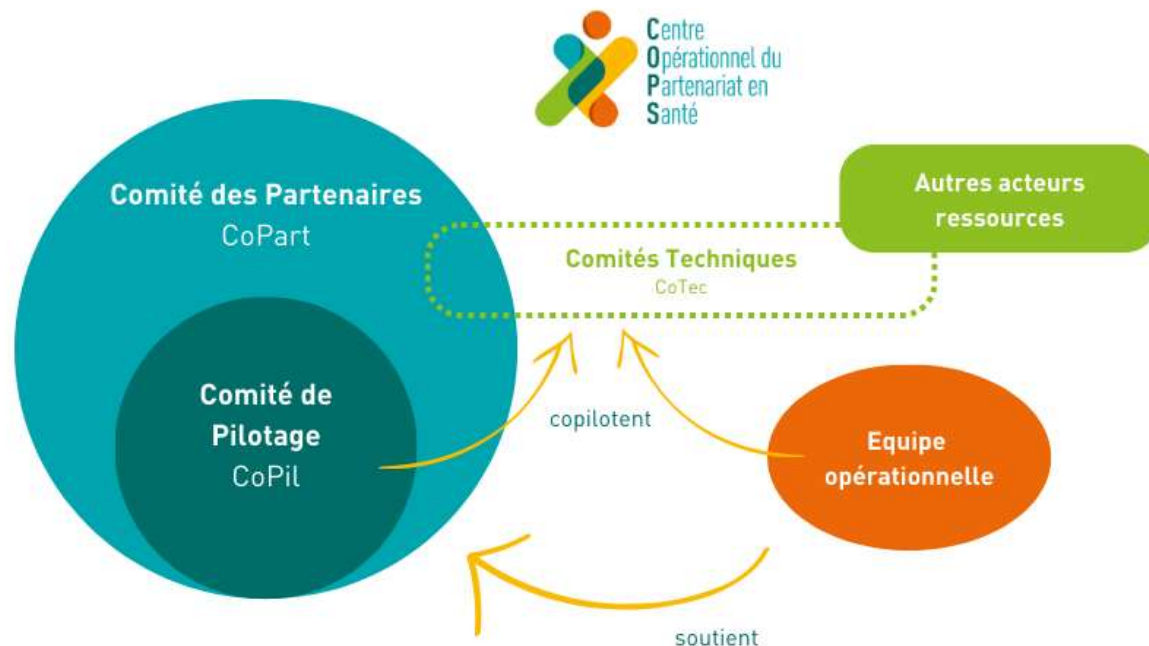 Centre
Opérationnel du
Partenariat en
Santé
Comité des Partenaires
CoPart
Autres acteurs
ressources
Comités Techniques
CoTec
Comité de
Pilotage
CoPil
copilotent
Equipe
opérationnelle
soutient